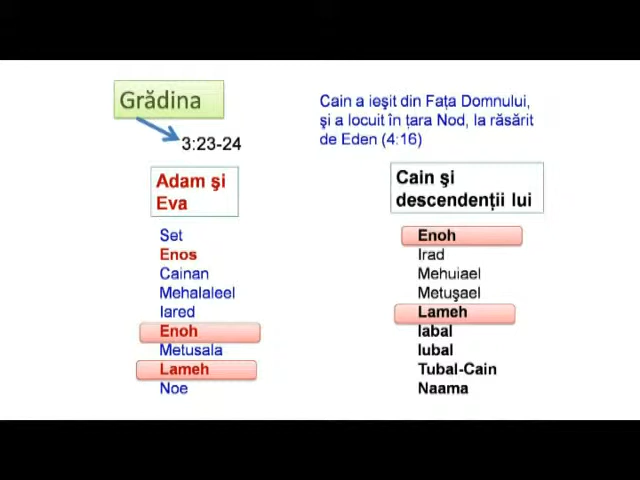 Grădina
3:23-24
Adam şi
Eva
Set
Enos
Cainan
Mehalaleel
Iared
Enoh
Metusala
Lameh
Noe
Cain a ieşit din Faţa Domnului,
şi a locuit în ţara Nod, la răsărit
de Eden (4:16)
Cain şi
descendenţii lui
Enoh
Irad
Mehuiael
Metuşael
Lameh
Iabal
Iubal
Tubal-Cain
Naama